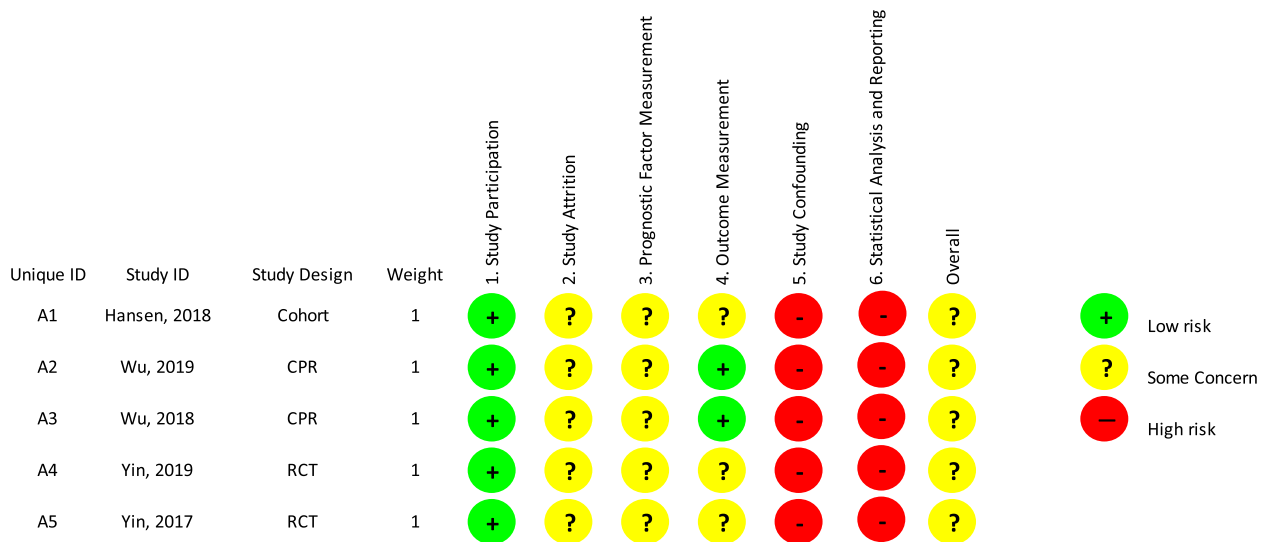 Unique ID Study ID Study Design Weight 1. Study Participation 2. Study Attrition 3. Prognostic Factor Measurement 4. Outcome Measurement 5. Study Confounding 6. Statistical Analysis and Reporting Overall
A1 Hansen, 2018 Cohort 1 + ? ? ? - - ?
A2 Wu, 2019 CPR 1 + ? ? + - - ?
A3 Wu, 2018 CPR 1 + ? ? + - - ?
A4 Yin, 2019 RCT 1 + ? ? ? - - ?
A5 Yin, 2017 RCT 1 + ? ? ? - - ?
+ Low risk
? Some Concern
— High risk